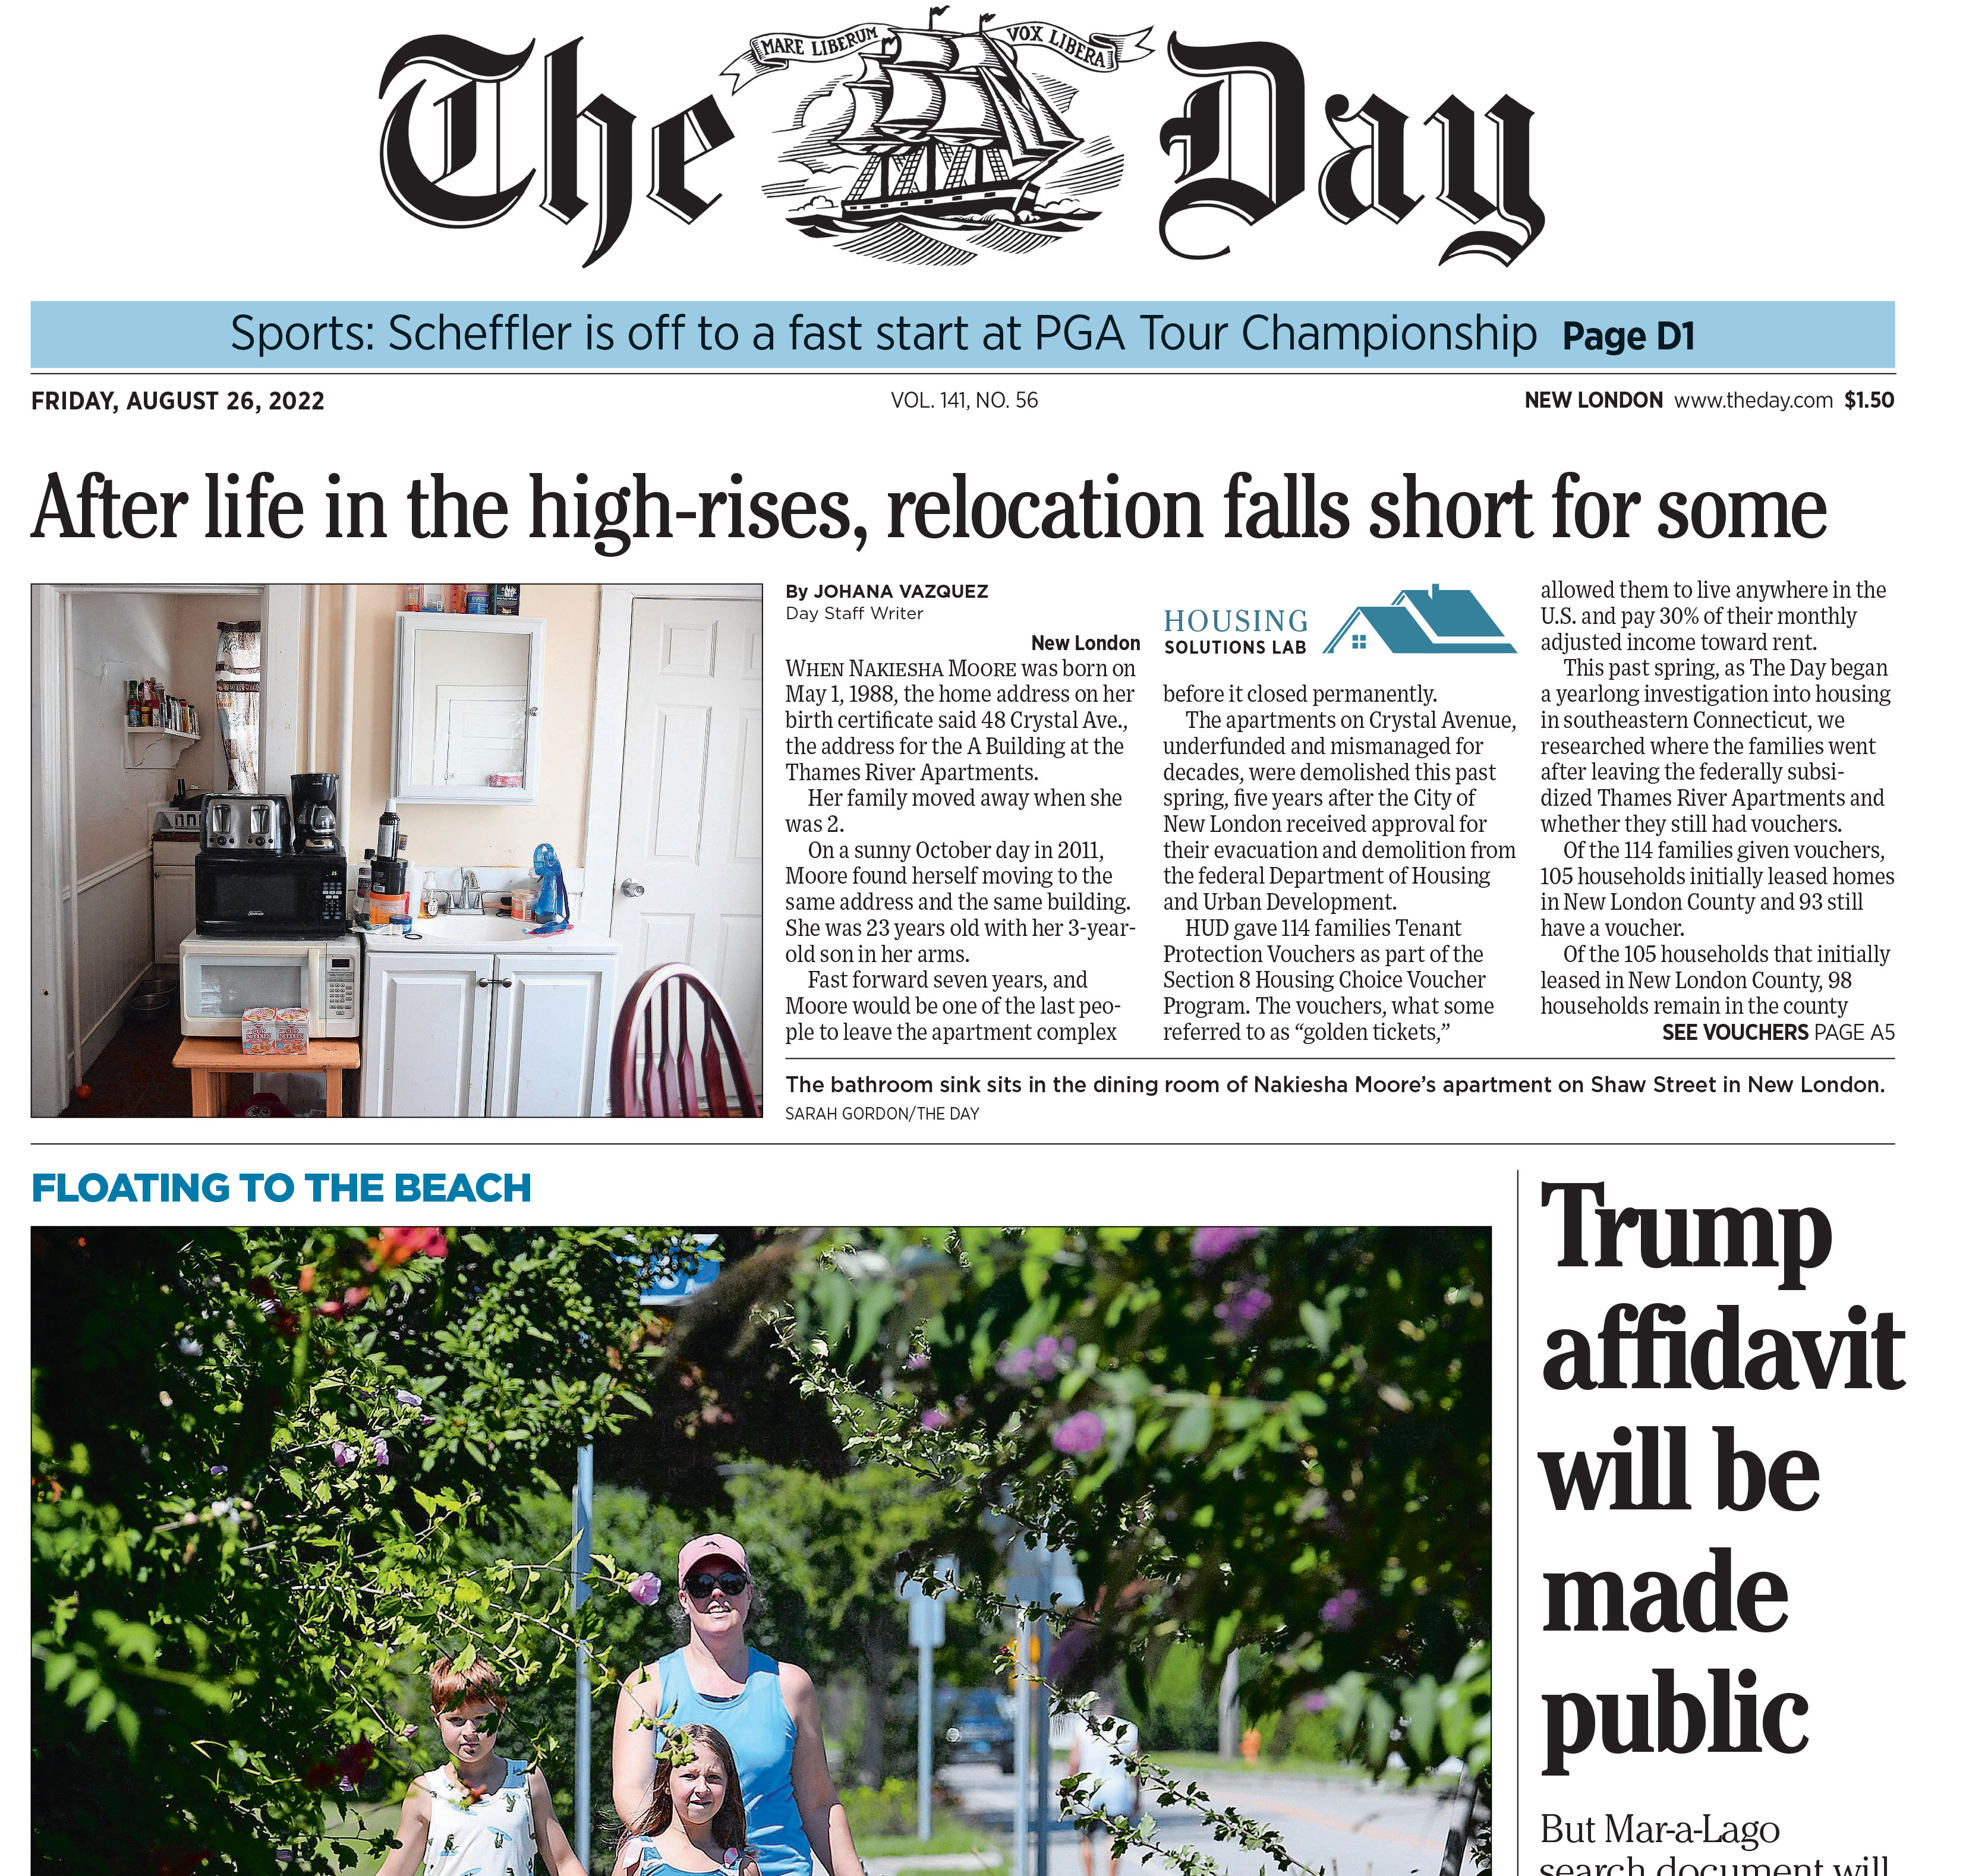 The Day
MARE LIBERUM
VOX LIBERA
Sports: Scheffler is off to a fast start at PGA Tour Championship Page D1
FRIDAY, AUGUST 26, 2022
VOL. 141, NO. 56
NEW LONDON www.theday.com $1.50
After life in the high-rises, relocation falls short for some
By JOHANA VAZQUEZ
Day Staff Writer
New London
WHEN NAKIESHA MOORE was born on
May 1, 1988, the home address on her
birth certificate said 48 Crystal Ave.,
the address for the A Building at the
Thames River Apartments.
Her family moved away when she
was 2.
On a sunny October day in 2011,
Moore found herself moving to the
same address and the same building.
She was 23 years old with her 3-year-
old son in her arms.
Fast forward seven years, and
Moore would be one of the last peo-
ple to leave the apartment complex
HOUSING
SOLUTIONS LAB
before it closed permanently.
The apartments on Crystal Avenue,
underfunded and mismanaged for
decades, were demolished this past
spring, five years after the City of
New London received approval for
their evacuation and demolition from
the federal Department of Housing
and Urban Development.
HUD gave 114 families Tenant
Protection Vouchers as part of the
Section 8 Housing Choice Voucher
Program. The vouchers, what some
referred to as “golden tickets,”
allowed them to live anywhere in the
U.S. and pay 30% of their monthly
adjusted income toward rent.
This past spring, as The Day began
a yearlong investigation into housing
in southeastern Connecticut, we
researched where the families went
after leaving the federally subsi-
dized Thames River Apartments and
whether they still had vouchers.
Of the 114 families given vouchers,
105 households initially leased homes
in New London County and 93 still
have a voucher.
Of the 105 households that initially
leased in New London County, 98
households remain in the county
SEE VOUCHERS PAGE A5
The bathroom sink sits in the dining room of Nakiesha Moore’s apartment on Shaw Street in New London.
SARAH GORDON/THE DAY
FLOATING TO THE BEACH
Trump
affidavit
will be
made
public
But Mar-a-Lago
search document will